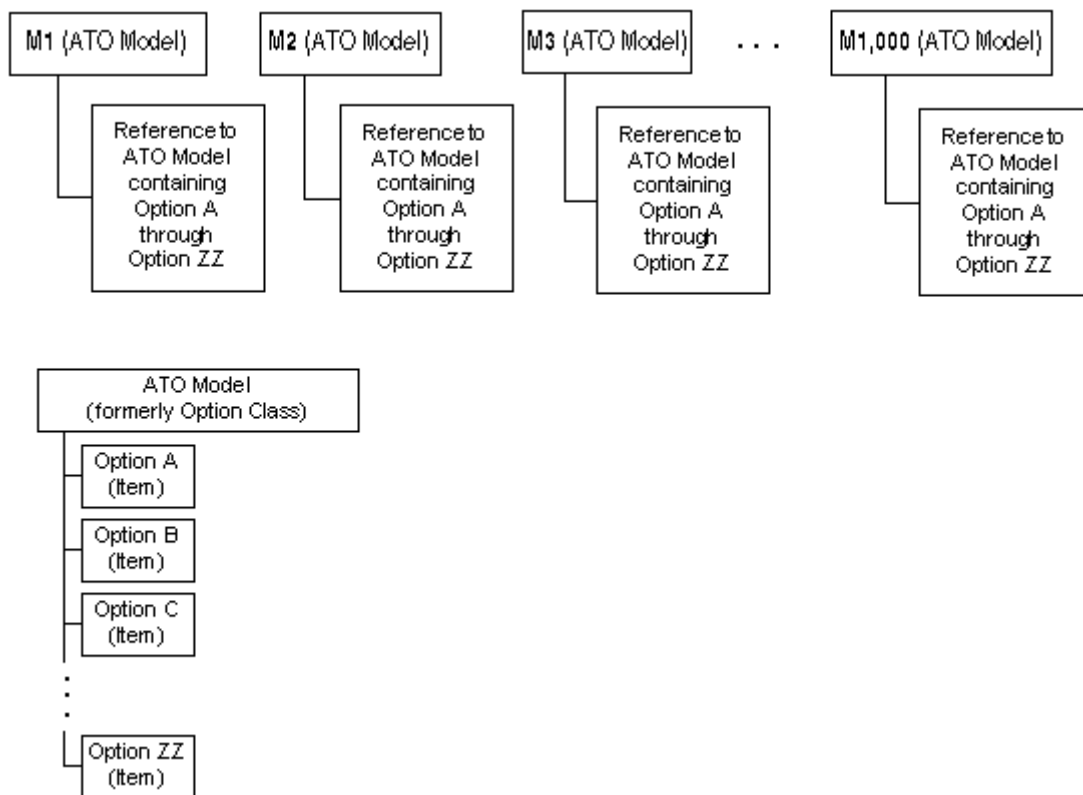 M1 (ATO Model)
M2 (ATO Model)
M3 (ATO Model)
. . .
M1,000 (ATO Model)
Reference to
ATO Model
containing
Option A
through
Option ZZ
Reference to
ATO Model
containing
Option A
through
Option ZZ
Reference to
ATO Model
containing
Option A
through
Option ZZ
Reference to
ATO Model
containing
Option A
through
Option ZZ
ATO Model
(formerly Option Class)
Option A
(Item)
Option B
(Item)
Option C
(Item)
Option ZZ
(Item)